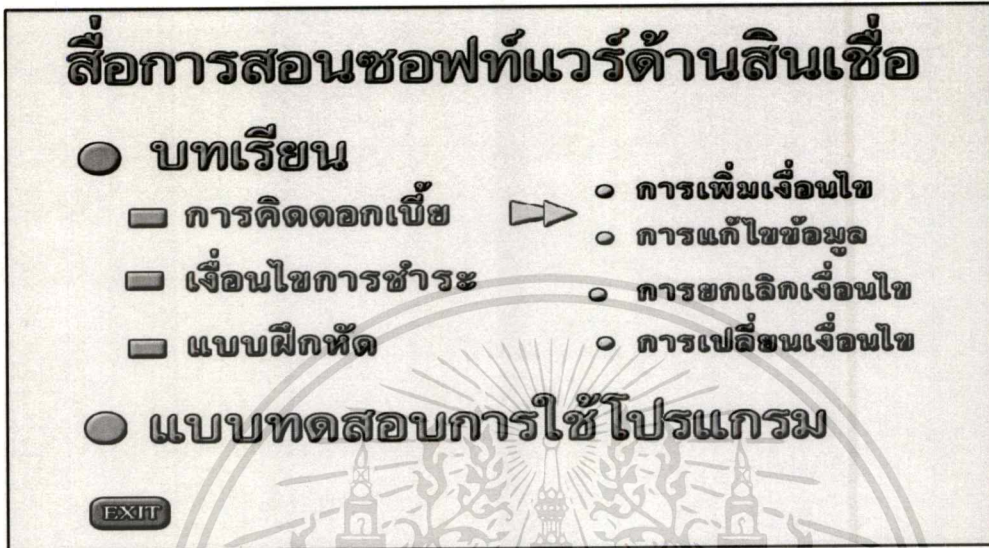 สื่อการสอนซอฟท์แวร์ด้านสินเชื่อ
บทเรียน
การคิดดอกเบี้ย
เงื่อนไขการชำระ
แบบฝึกหัด
การเพิ่มเงื่อนไข
การแก้ไขข้อมูล
การยกเลิกเงื่อนไข
การเปลี่ยนเงื่อนไข
แบบทดสอบการใช้โปรแกรม
EXIT